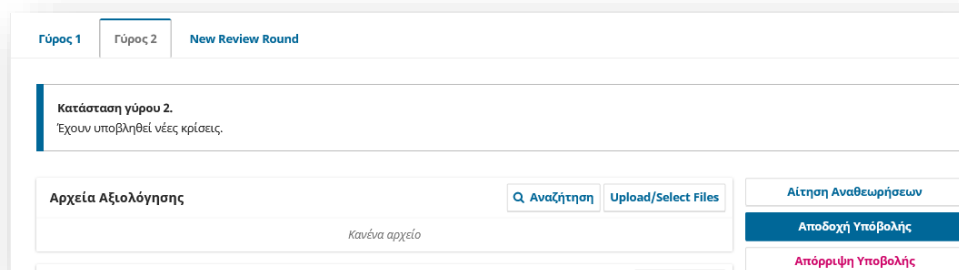 Γύρος 1 Γύρος 2 New Review Round
Κατάσταση γύρου 2.
Έχουν υποβληθεί νέες κρίσεις.
Αρχεία Αξιολόγησης Αναζήτηση Upload/Select Files
Κανένα αρχείο
Αίτηση Αναθεωρήσεων
Αποδοχή Υπόβολής
Απόρριψη Υποβολής